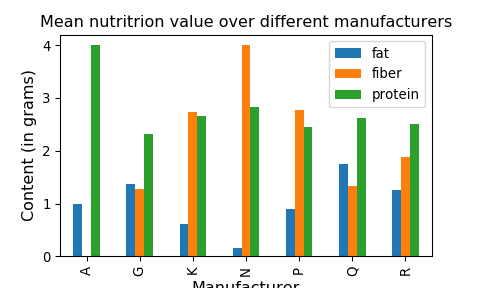 Mean nutritrion value over different manufacturers
Content (in grams)
4
3
2
1
0
fat
fiber
protein
A
G
K
N
P
Q
R
Manufacturer